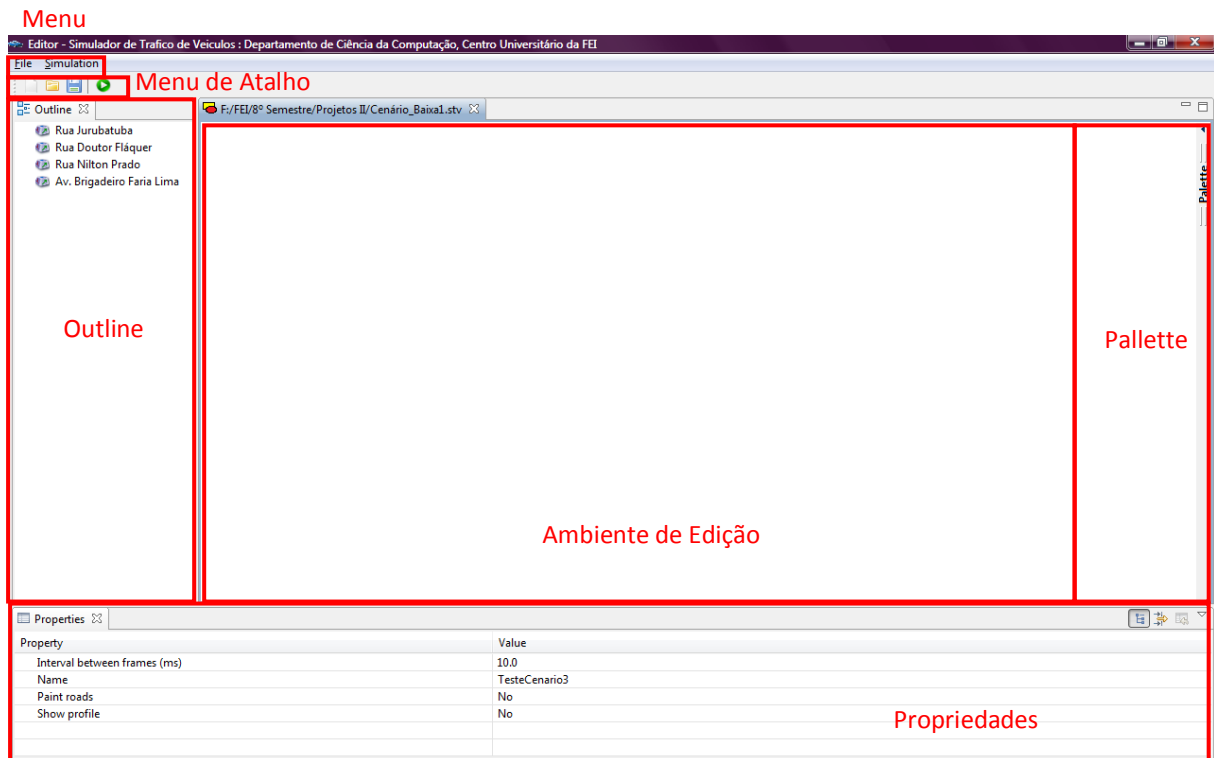 Menu
Editor - Simulador de Trafico de Veiculos : Departamento de Ciência da Computação, Centro Universitário da FEI
File Simulation
Menu de Atalho
Outline
F:/FEI/8º Semestre/Projetos II/Cenário_Baixa1.stv
Rua Jurubatuba
Rua Doutor Fláquer
Rua Nilton Prado
Av. Brigadeiro Faria Lima
Palette
Outline
Pallette
Ambiente de Edição
Properties
Property Value
Interval between frames (ms) 10.0
Name TesteCenario3
Paint roads No
Show profile No
Propriedades